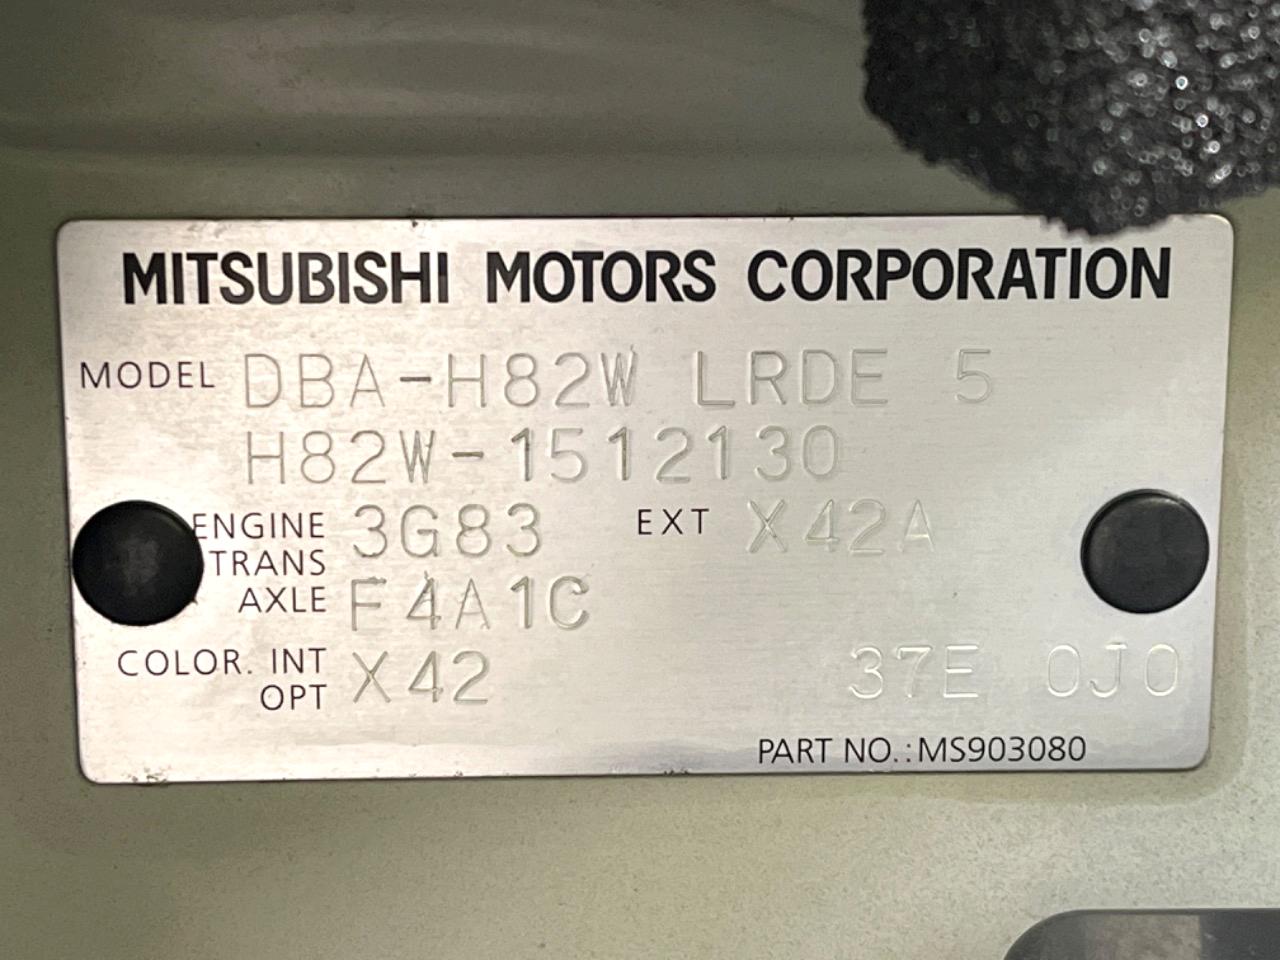 MITSUBISHI MOTORS CORPORATION
MODEL DBA-H82W LRDE 5
H82W-1512130
ENGINE 3G83 EXT X42A
TRANS
AXLE F4A1C
COLOR. INT X42 37E 0J0
OPT
PART NO.:MS903080